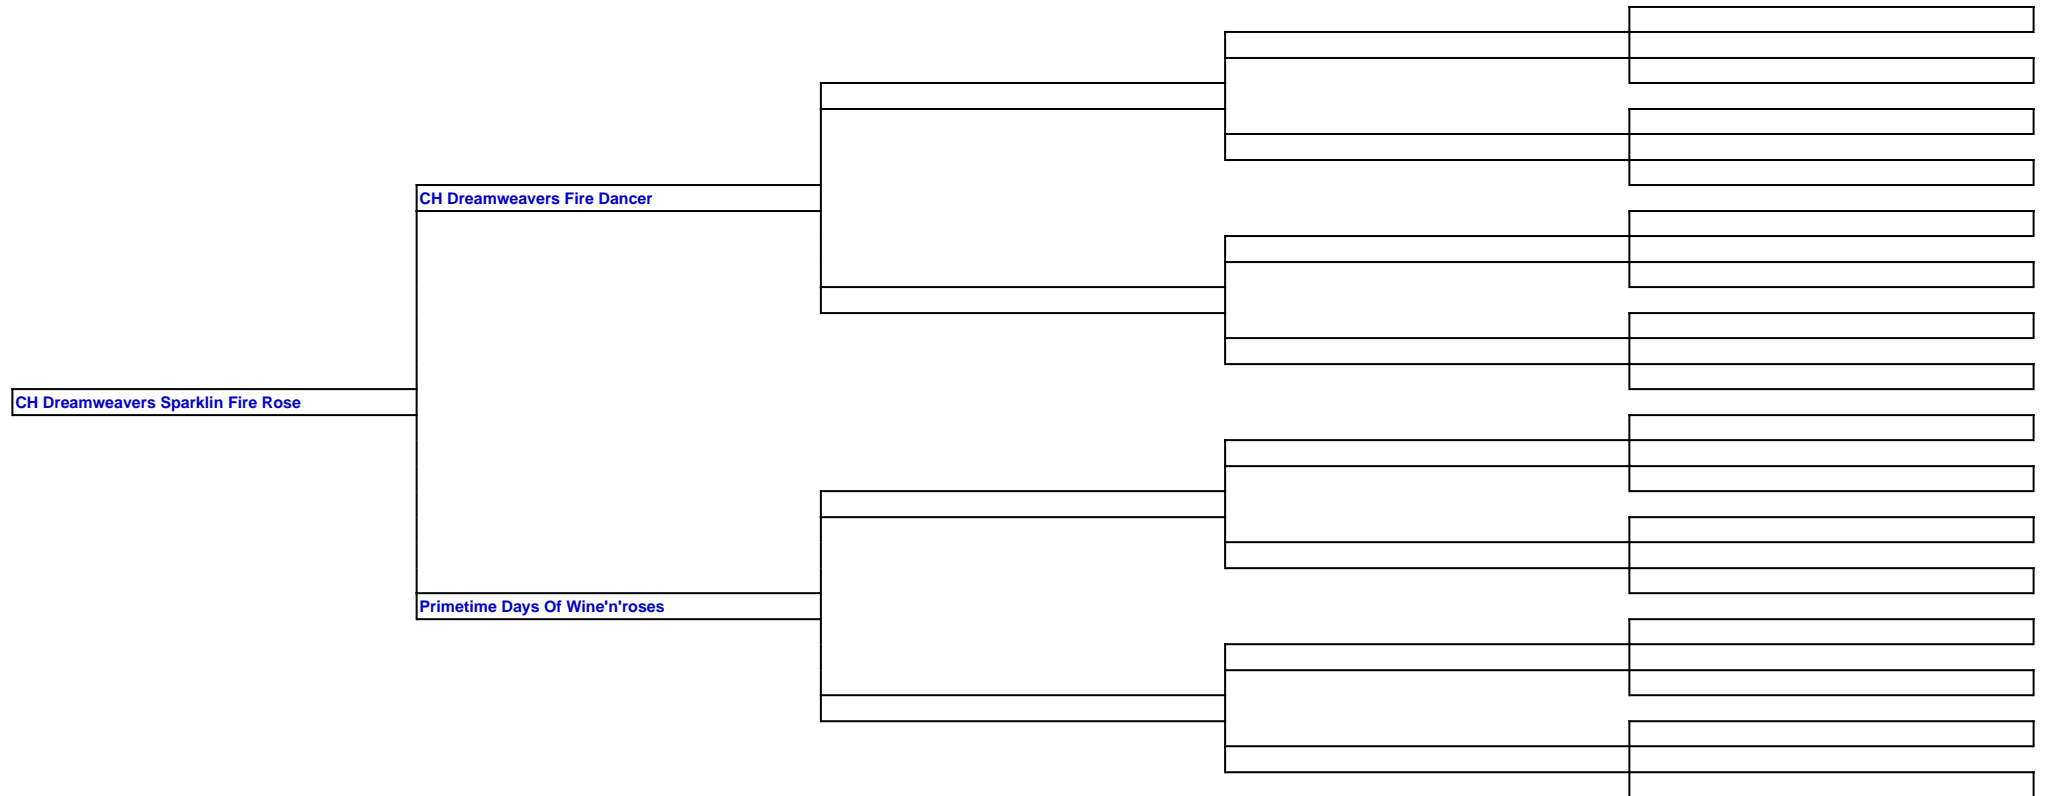 CH Dreamweavers Fire Dancer
CH Dreamweavers Sparklin Fire Rose
Primetime Days Of Wine'n'roses